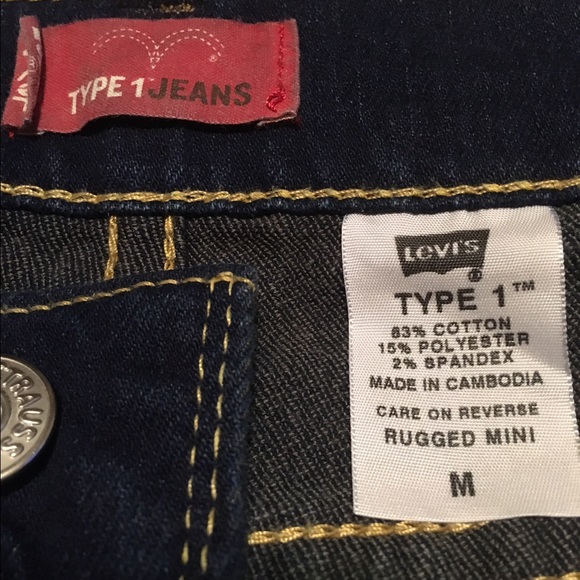 TYPE 1 JEANS
®
Levi's
®
TYPE 1™
83% COTTON
15% POLYESTER
2% SPANDEX
MADE IN CAMBODIA
CARE ON REVERSE
RUGGED MINI
M
STRAUSS